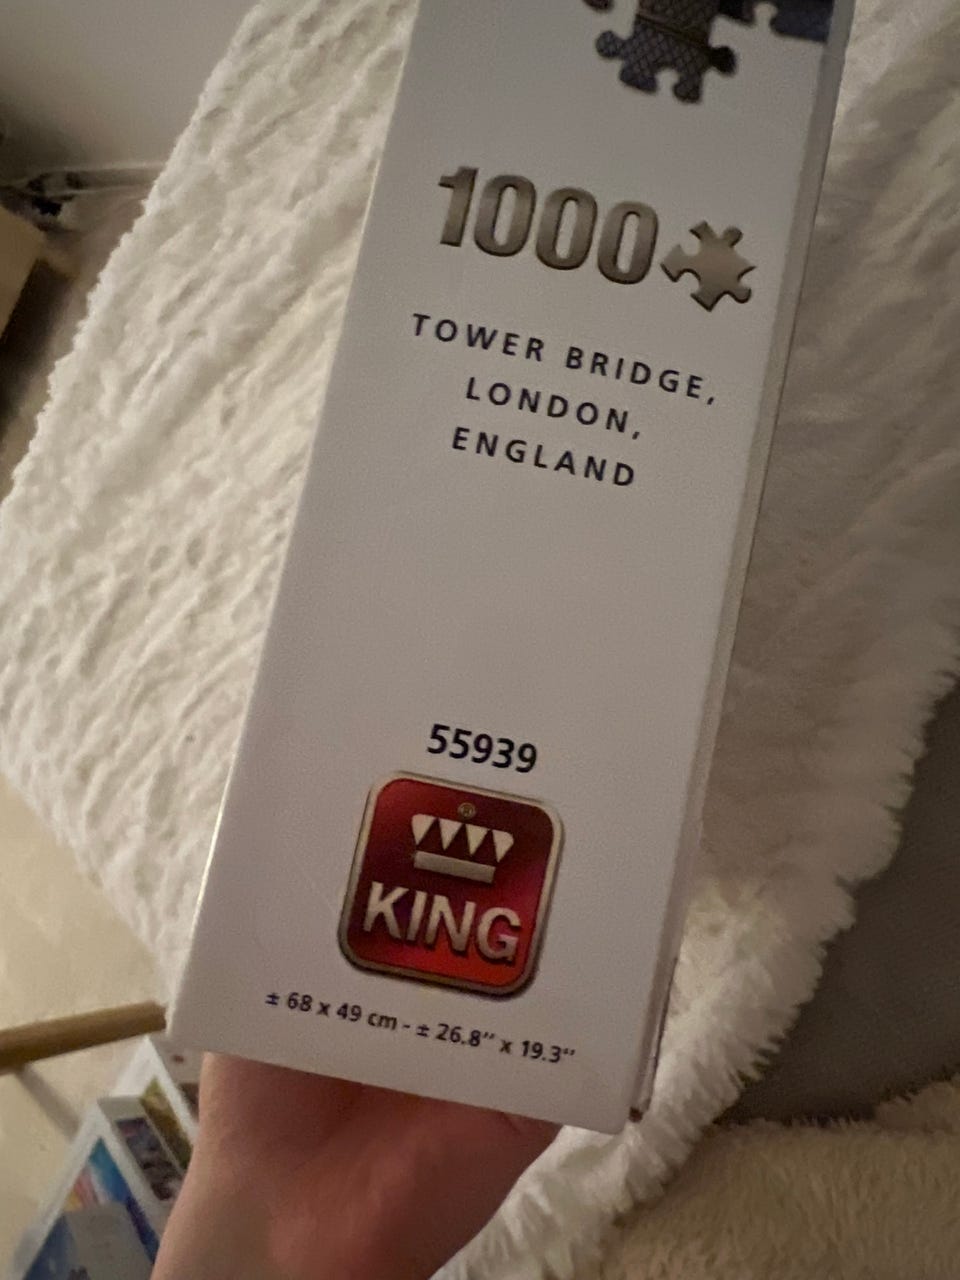 1000
TOWER BRIDGE,
LONDON,
ENGLAND
55939
®
KING
± 68 x 49 cm - ± 26.8" x 19.3"